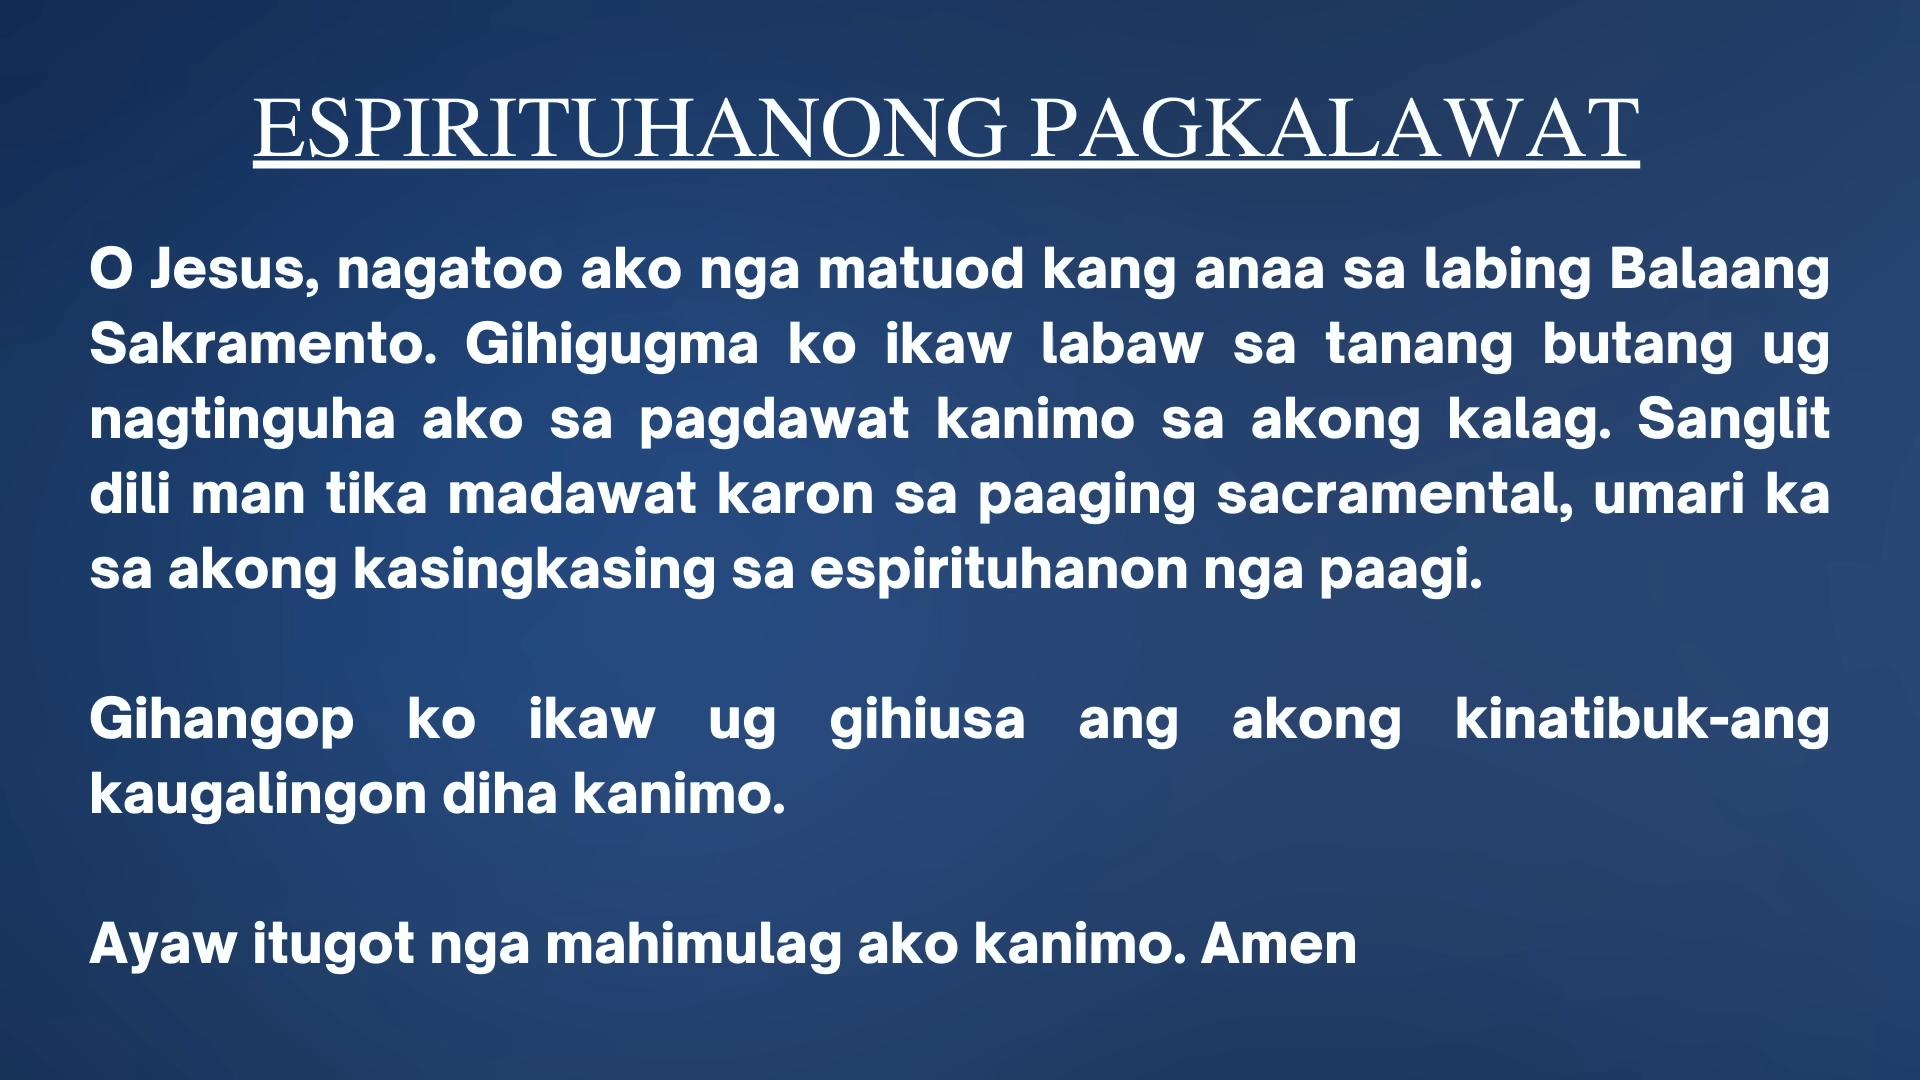 ESPIRITUHANONG PAGKALAWAT
O Jesus, nagatoo ako nga matuod kang anaa sa labing Balaang
Sakramento. Gihigugma ko ikaw labaw sa tanang butang ug
nagtinguha ako sa pagdawat kanimo sa akong kalag. Sanglit
dili man tika madawat karon sa paaging sacramental, umari ka
sa akong kasingkasing sa espirituhanon nga paagi.
Gihangop ko ikaw ug gihiusa ang akong kinatibuk-ang
kaugalingon diha kanimo.
Ayaw itugot nga mahimulag ako kanimo. Amen